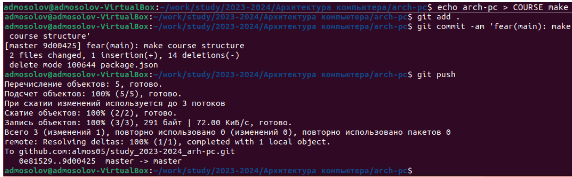 admosolov@admosolov-VirtualBox:~/work/study/2023-2024/Архитектура компьютера/arch-pc$ echo arch-pc > COURSE make
admosolov@admosolov-VirtualBox:~/work/study/2023-2024/Архитектура компьютера/arch-pc$ git add .
admosolov@admosolov-VirtualBox:~/work/study/2023-2024/Архитектура компьютера/arch-pc$ git commit -am 'fear(main): make
course structure'
[master 9d00425] fear(main): make course structure
2 files changed, 1 insertion(+), 14 deletions(-)
delete mode 100644 package.json
admosolov@admosolov-VirtualBox:~/work/study/2023-2024/Архитектура компьютера/arch-pc$ git push
Перечисление объектов: 5, готово.
Подсчет объектов: 100% (5/5), готово.
При сжатии изменений используется до 3 потоков
Сжатие объектов: 100% (2/2), готово.
Запись объектов: 100% (3/3), 291 байт | 72.00 КиБ/с, готово.
Всего 3 (изменений 1), повторно использовано 0 (изменений 0), повторно использовано пакетов 0
remote: Resolving deltas: 100% (1/1), completed with 1 local object.
To github.com:almos05/study_2023-2024_arh-pc.git
0e81529..9d00425 master -> master
admosolov@admosolov-VirtualBox:~/work/study/2023-2024/Архитектура компьютера/arch-pc$